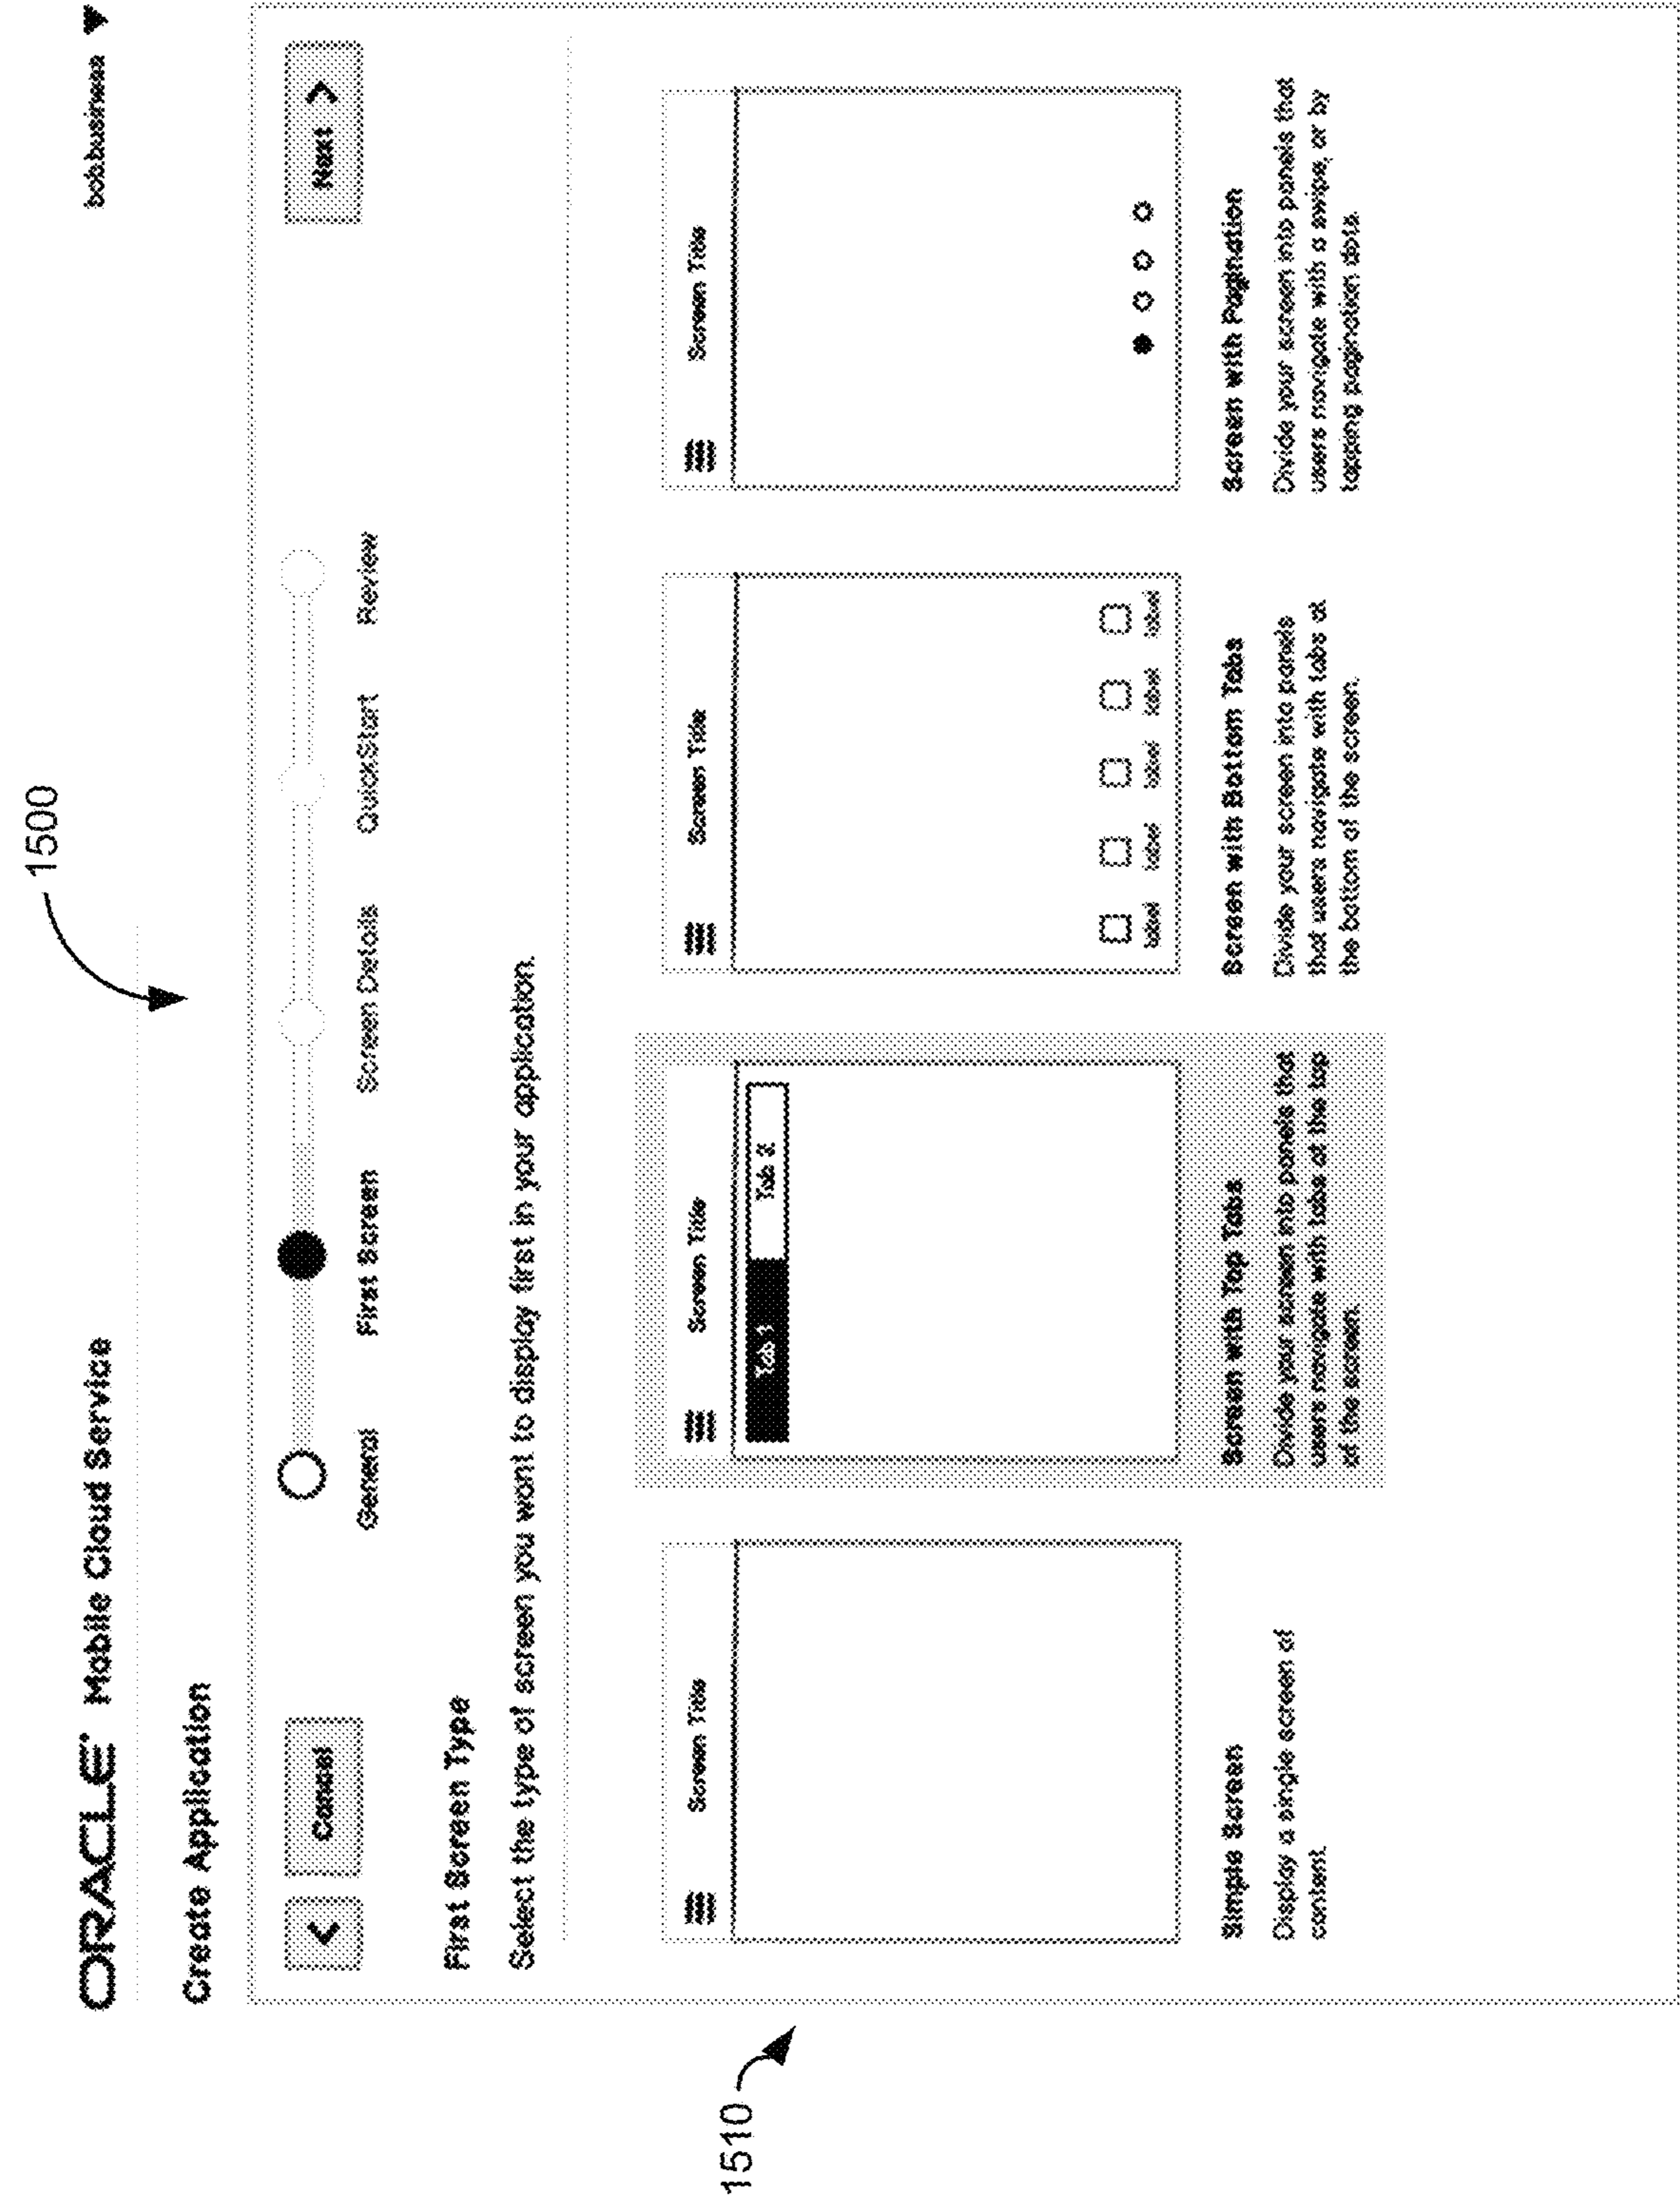 1500
ORACLE Mobile Cloud Service
bobbusiness
Create Application
Cancel
Next
General
First Screen
Screen Details
QuickStart
Review
First Screen Type
Select the type of screen you want to display first in your application.
1510
Screen Title
Simple Screen
Display a single screen of
content.
Screen Title
Tab 1
Tab 2
Screen with Top Tabs
Divide your screen into panels that
users navigate with tabs at the top
of the screen.
Screen Title
label label label label label
Screen with Bottom Tabs
Divide your screen into panels
that users navigate with tabs at
the bottom of the screen.
Screen Title
Screen with Pagination
Divide your screen into panels that
users navigate with a swipe, or by
tapping pagination dots.